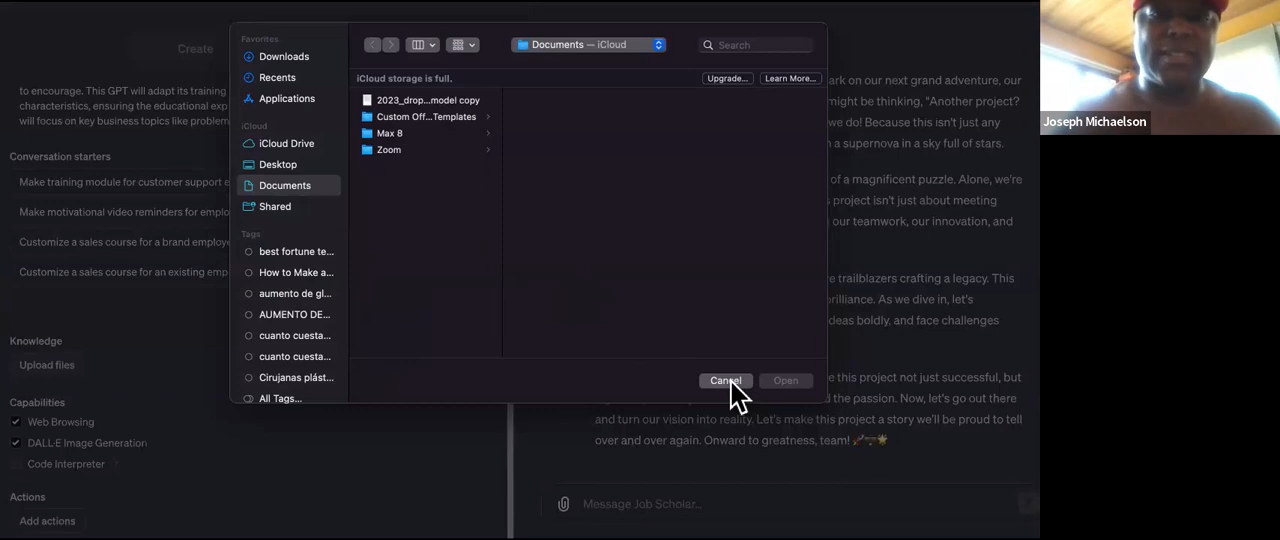 Create
to encourage. This GPT will adapt its training
characteristics, ensuring the educational exp
will focus on key business topics like problem
Conversation starters
Make training module for customer support e
Make motivational video reminders for emplo
Customize a sales course for a brand employe
Customize a sales course for an existing emp
Knowledge
Upload files
Capabilities
Web Browsing
DALL·E Image Generation
Code Interpreter
Actions
Add actions
Favorites
Downloads
Recents
Applications
iCloud
iCloud Drive
Desktop
Documents
Shared
Tags
best fortune te...
How to Make a...
aumento de gl...
AUMENTO DE...
cuanto cuesta...
cuanto cuesta...
Cirujanas plást...
All Tags...
Documents — iCloud
Search
iCloud storage is full.
Upgrade...
Learn More...
2023_drop...model copy
Custom Off...Templates
Max 8
Zoom
Cancel
Open
ark on our next grand adventure, our
might be thinking, "Another project?
we do! Because this isn't just any
n a supernova in a sky full of stars.
of a magnificent puzzle. Alone, we're
project isn't just about meeting
our teamwork, our innovation, and
re trailblazers crafting a legacy. This
brilliance. As we dive in, let's
ideas boldly, and face challenges
e this project not just successful, but
d the passion. Now, let's go out there
and turn our vision into reality. Let's make this project a story we'll be proud to tell
over and over again. Onward to greatness, team!
Message Job Scholar...
Joseph Michaelson